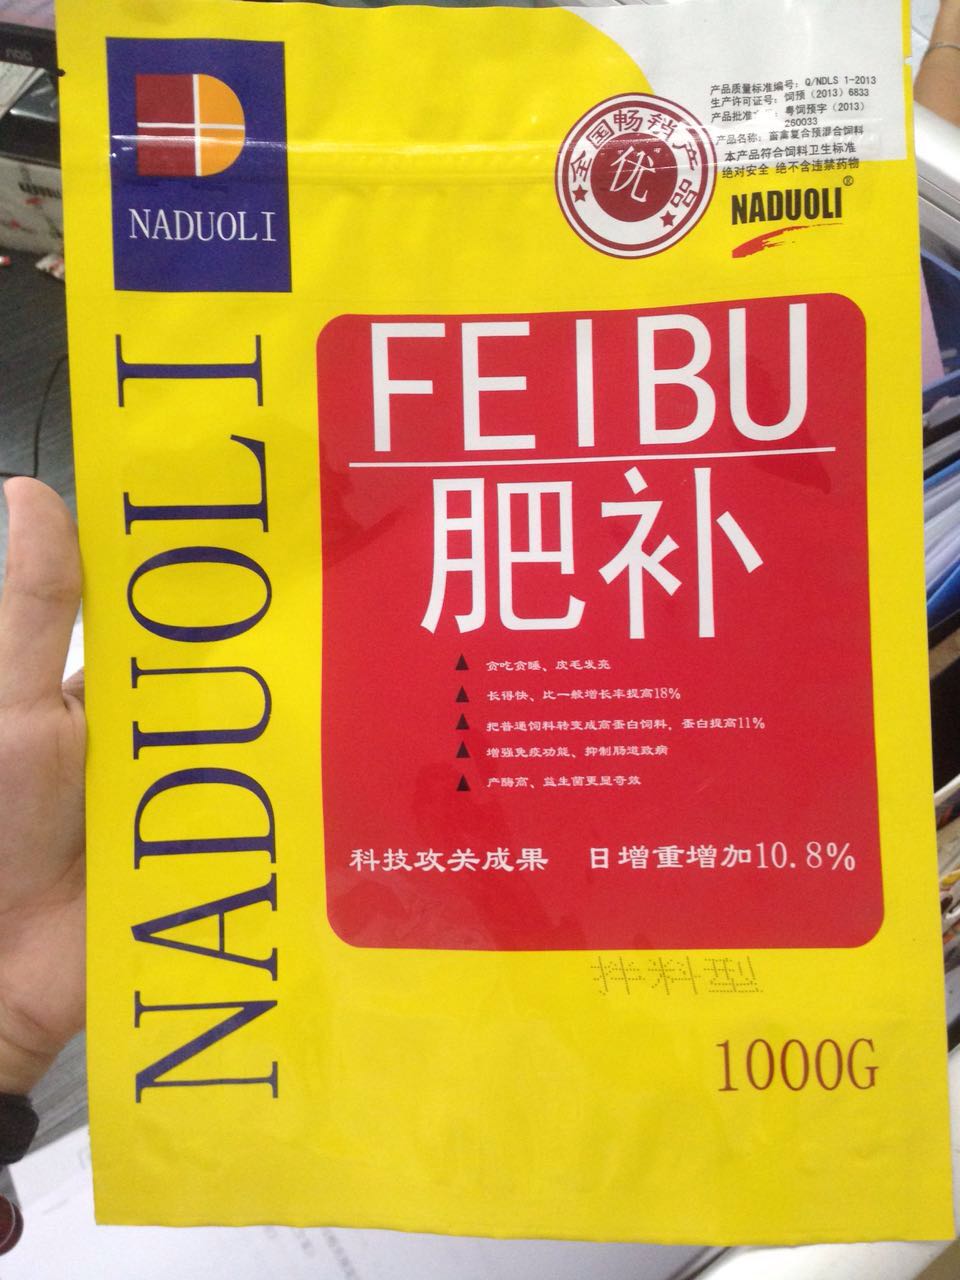 产品质量标准编号：Q/NDLS 1-2013
生产许可证号：饲预（2013）6833
粤饲预字（2013）
260033
产品名称：畜禽复合预混合饲料
本产品符合饲料卫生标准
绝对安全 绝不含违禁药物
NADUOLI®
全国畅销产品
优
NADUOLI
NADUOLI
FEIBU
肥补
▲ 贪吃贪睡、皮毛发亮
▲ 长得快、比一般增长率提高18%
▲ 把普通饲料转变成高蛋白饲料，蛋白提高11%
▲ 增强免疫功能、抑制肠道致病
▲ 产酶高、益生菌更显奇效
科技攻关成果 日增重增加10.8%
拌料型
1000G